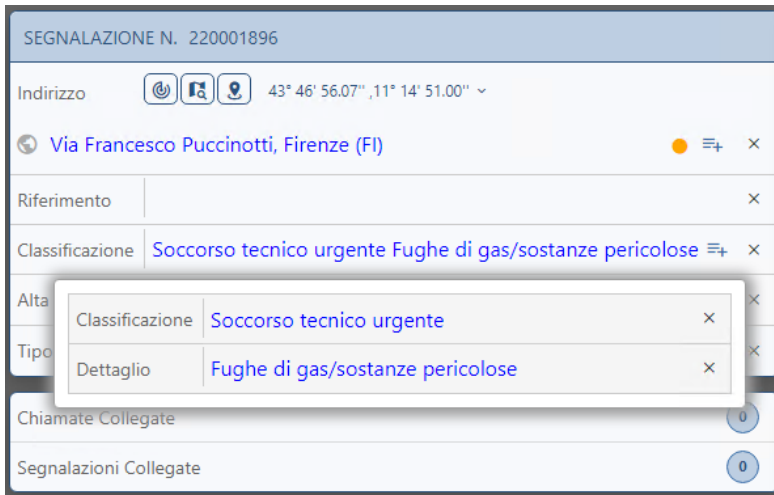 SEGNALAZIONE N. 220001896
Indirizzo 43° 46' 56.07'' ,11° 14' 51.00''
Via Francesco Puccinotti, Firenze (FI)
Riferimento
Classificazione Soccorso tecnico urgente Fughe di gas/sostanze pericolose
Alta
Classificazione Soccorso tecnico urgente
Tipo
Dettaglio Fughe di gas/sostanze pericolose
Chiamate Collegate 0
Segnalazioni Collegate 0